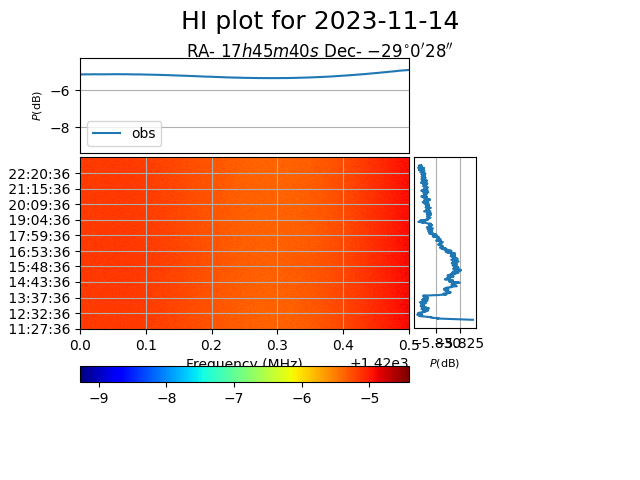 HI plot for 2023-11-14
RA- 17h45m40s Dec- −29°0′28′′
P(dB)
−6
−8
obs
22:20:36
21:15:36
20:09:36
19:04:36
17:59:36
16:53:36
15:48:36
14:43:36
13:37:36
12:32:36
11:27:36
0.0 0.1 0.2 0.3 0.4 0.5
Frequency (MHz) +1.42e3
P(dB)
−9 −8 −7 −6 −5